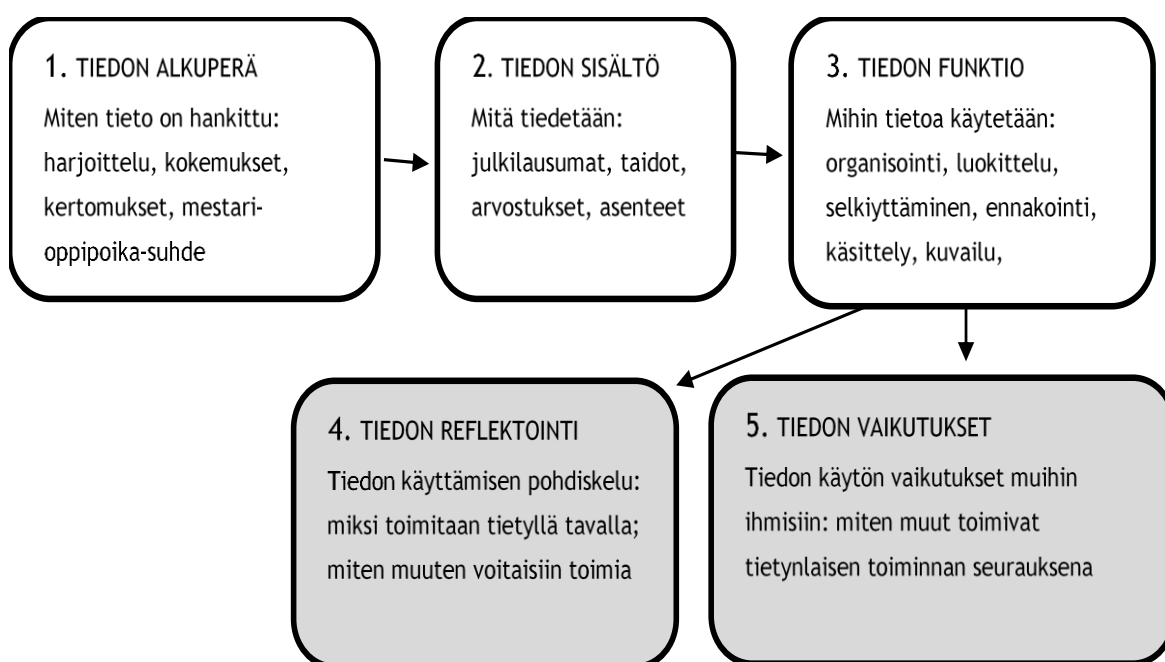 1. TIEDON ALKUPERÄ
Miten tieto on hankittu:
harjoittelu, kokemukset,
kertomukset, mestari-
oppipoika-suhde
2. TIEDON SISÄLTÖ
Mitä tiedetään:
julkilausumat, taidot,
arvostukset, asenteet
3. TIEDON FUNKTIO
Mihin tietoa käytetään:
organisointi, luokittelu,
selkiyttäminen, ennakointi,
käsittely, kuvailu,
4. TIEDON REFLEKTOINTI
Tiedon käyttämisen pohdiskelu:
miksi toimitaan tietyllä tavalla;
miten muuten voitaisiin toimia
5. TIEDON VAIKUTUKSET
Tiedon käytön vaikutukset muihin
ihmisiin: miten muut toimivat
tietynlaisen toiminnan seurauksena